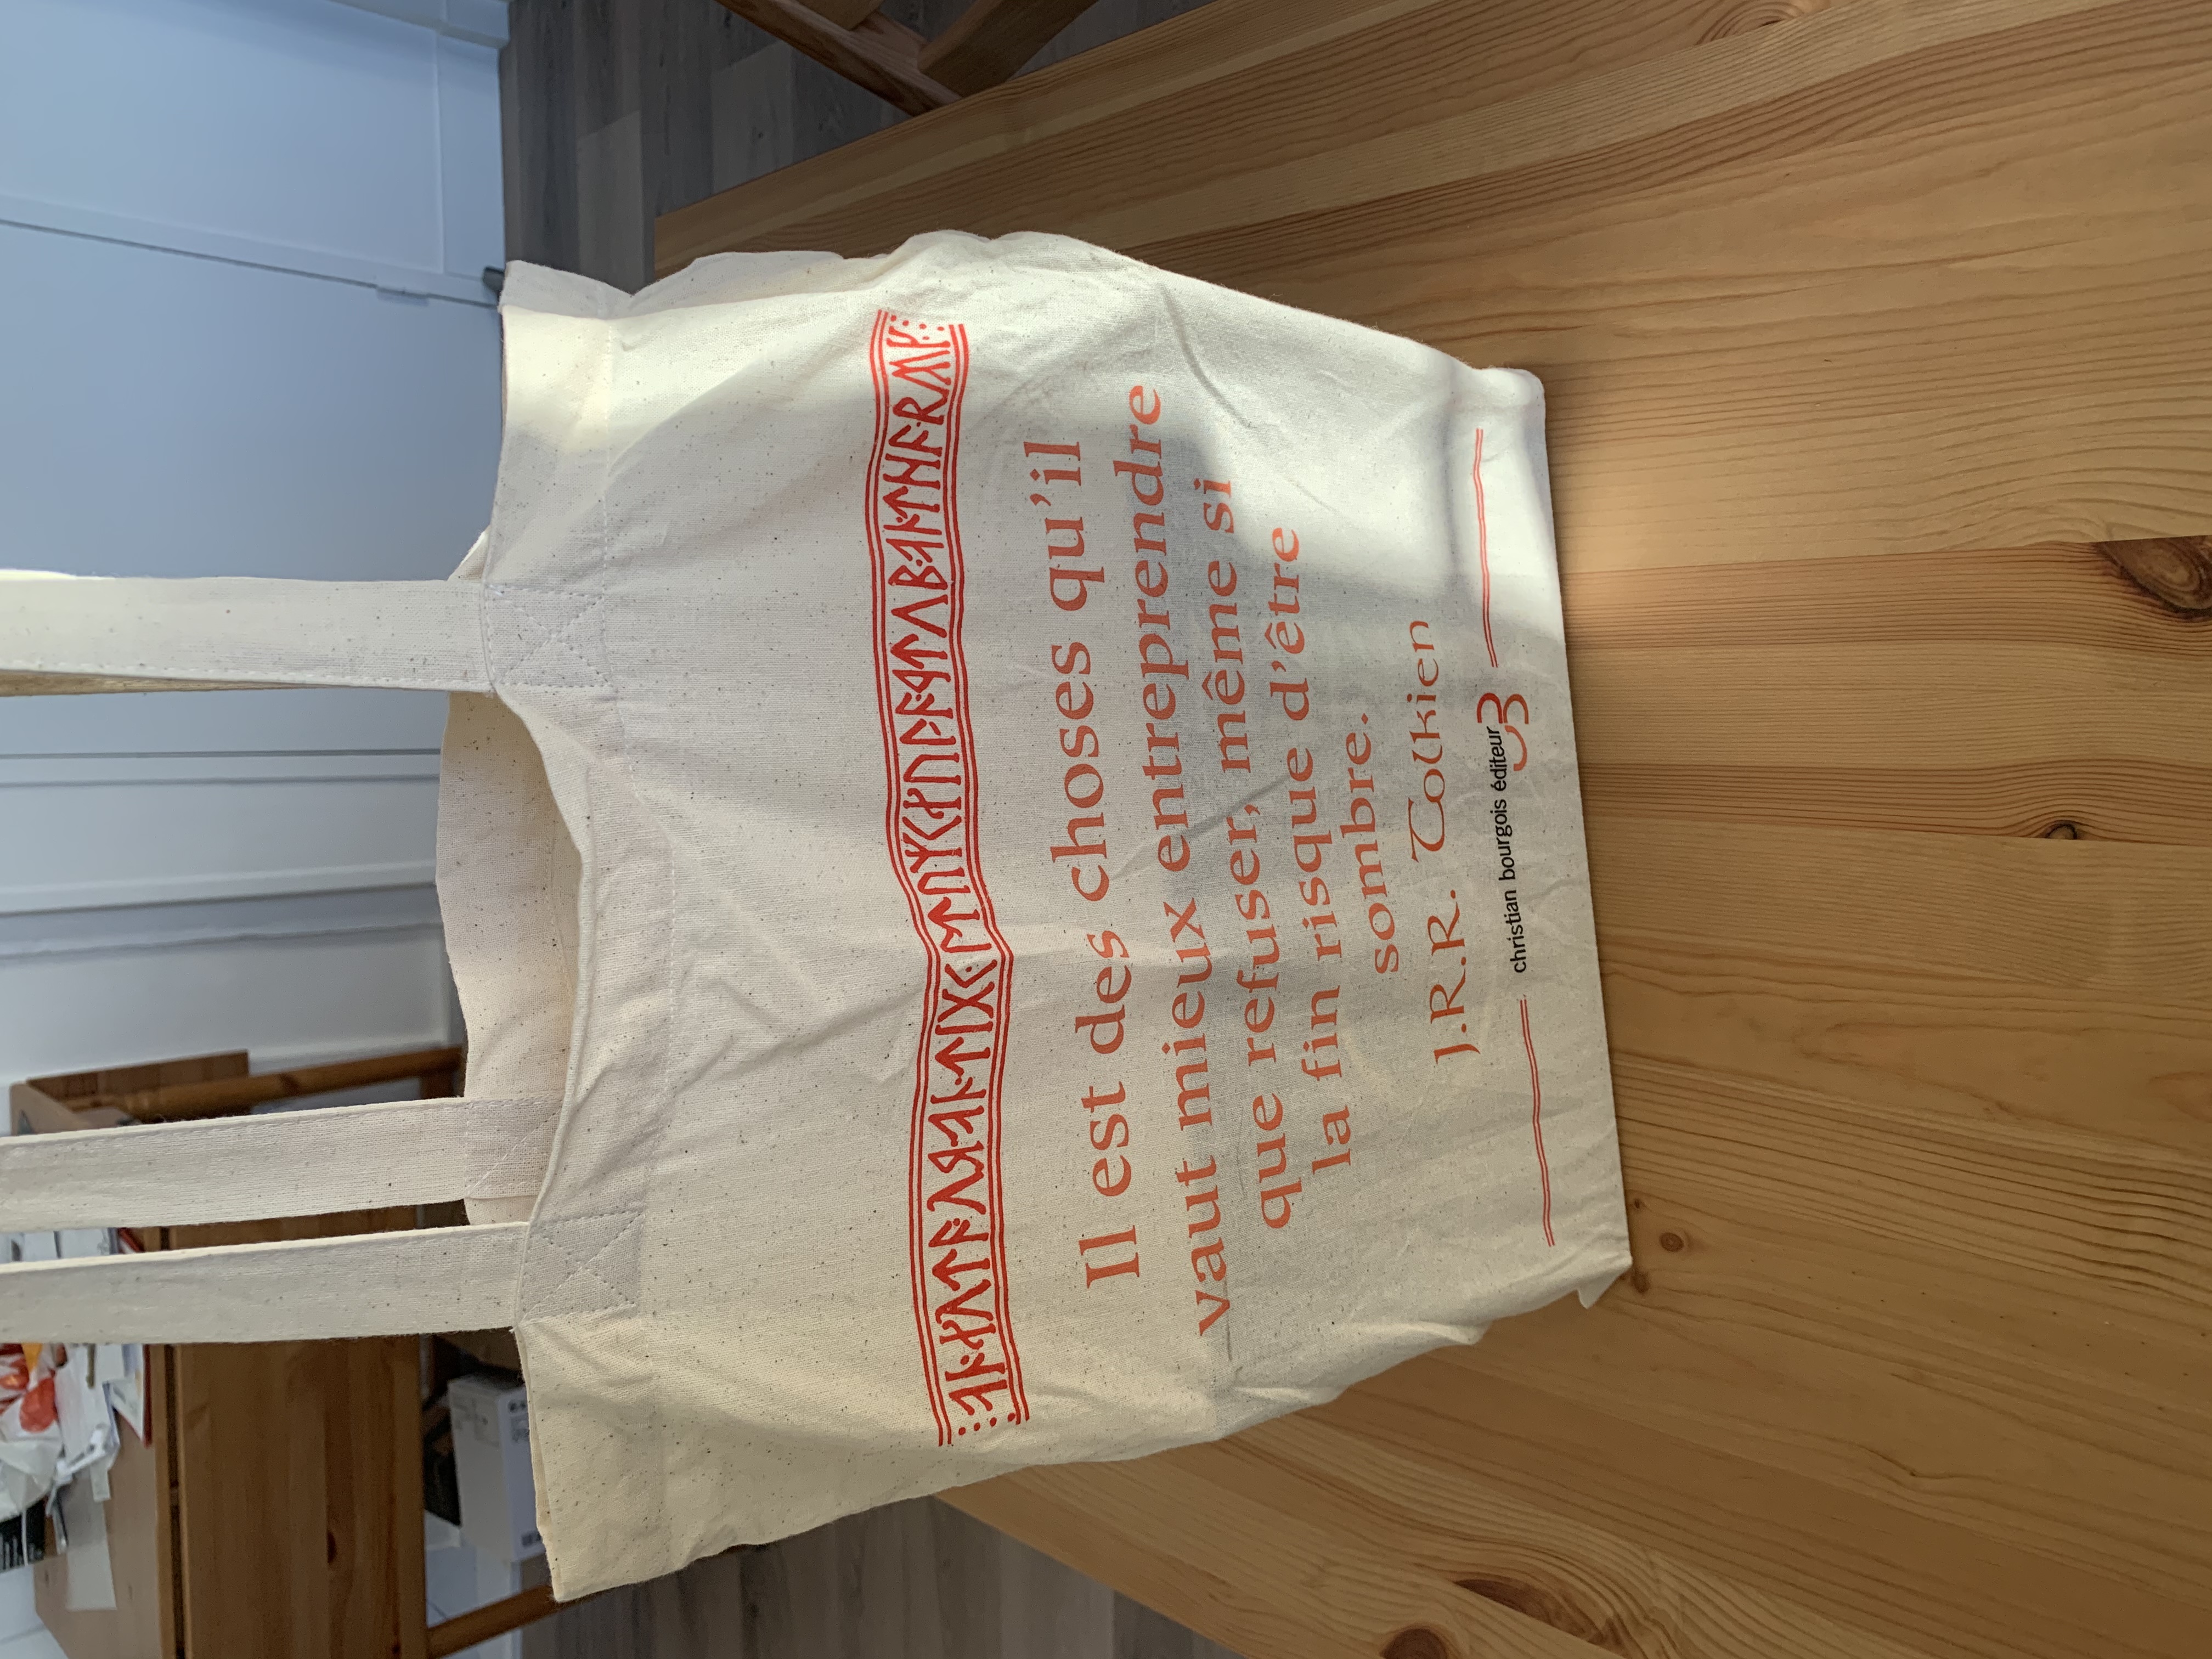 Il est des choses qu'il
vaut mieux entreprendre
que refuser, même si
la fin risque d'être
sombre.
J.R.R. Tolkien
christian bourgois éditeur